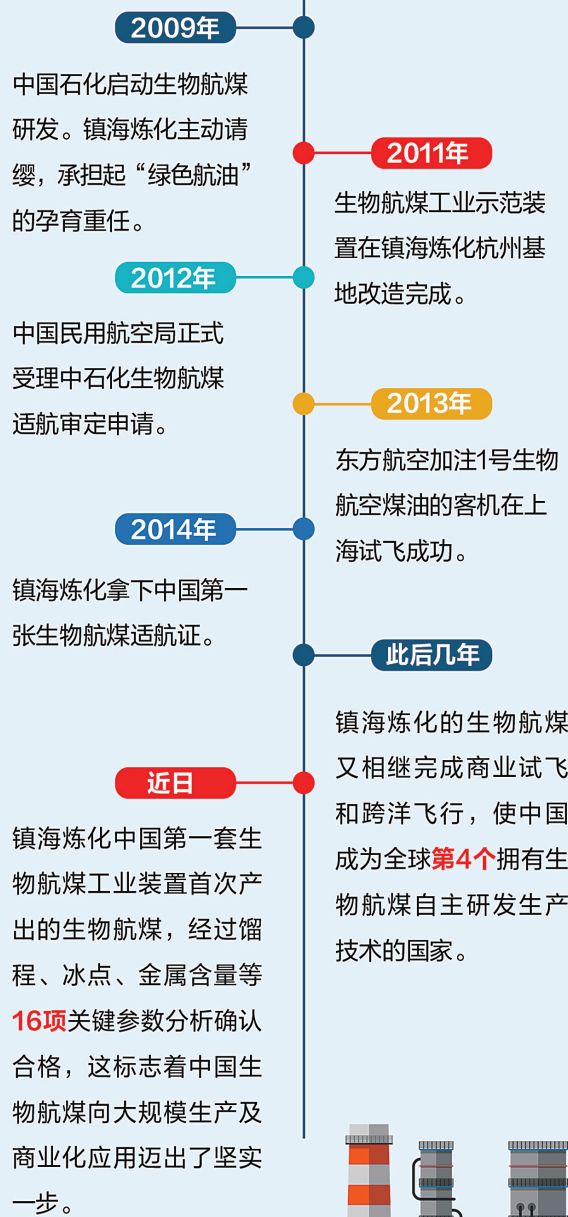 2009年
中国石化启动生物航煤
研发。镇海炼化主动请
缨，承担起“绿色航油”
的孕育重任。
2011年
生物航煤工业示范装
置在镇海炼化杭州基
地改造完成。
2012年
中国民用航空局正式
受理中石化生物航煤
适航审定申请。
2013年
东方航空加注1号生物
航空煤油的客机在上
海试飞成功。
2014年
镇海炼化拿下中国第一
张生物航煤适航证。
此后几年
镇海炼化的生物航煤
又相继完成商业试飞
和跨洋飞行，使中国
成为全球第4个拥有生
物航煤自主研发生产
技术的国家。
近日
镇海炼化中国第一套生
物航煤工业装置首次产
出的生物航煤，经过馏
程、冰点、金属含量等
16项关键参数分析确认
合格，这标志着中国生
物航煤向大规模生产及
商业化应用迈出了坚实
一步。